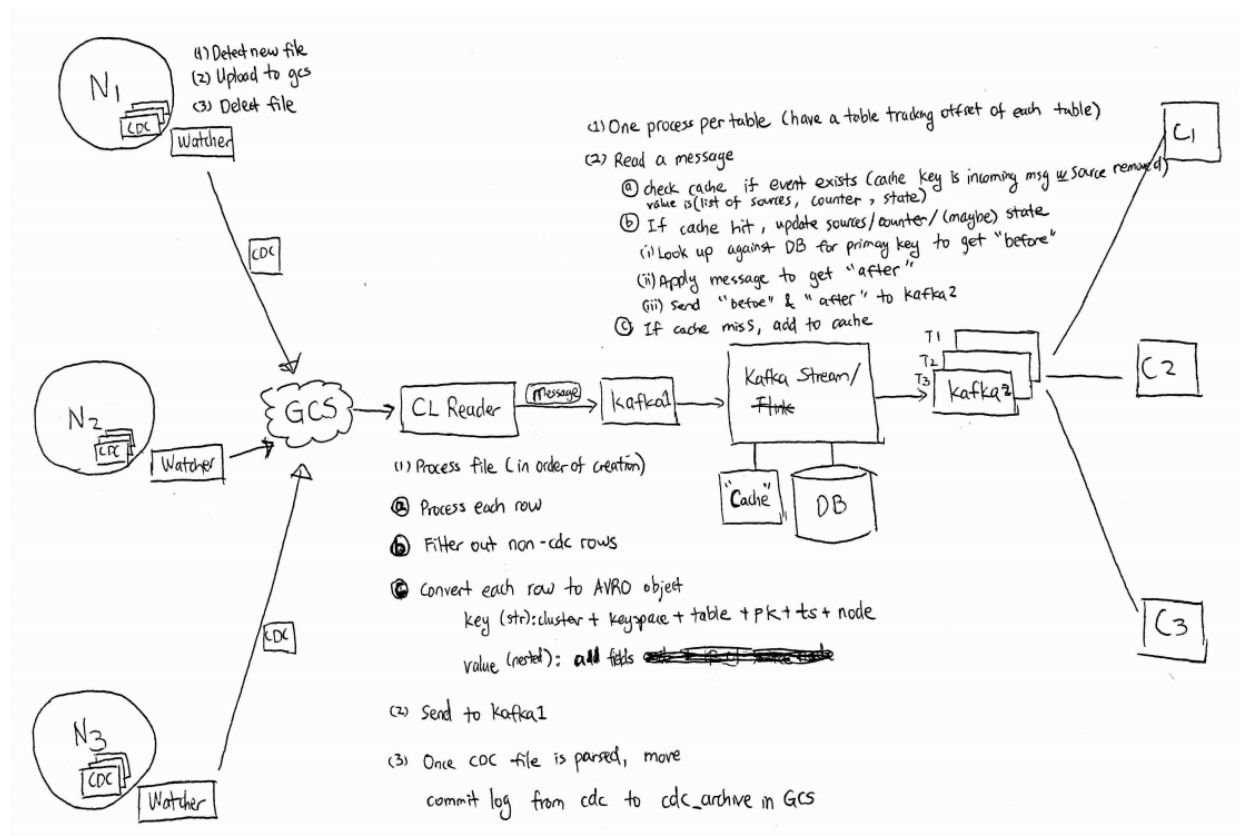 N1
CDC
Watcher
(1) Detect new file
(2) Upload to gcs
(3) Delet file
CDC
N2
CDC
Watcher
GCS
CDC
N3
CDC
Watcher
CL Reader
(1) Process file (in order of creation)
ⓐ Process each row
ⓑ Filter out non-cdc rows
ⓒ Convert each row to AVRO object
key (str): cluster + keyspace + table + pk + ts + node
value (nested): all fields
(2) Send to kafka1
(3) Once CDC file is parsed, move
commit log from cdc to cdc_archive in GCS
Message
kafka1
(1) One process per table (have a table tracking offset of each table)
(2) Read a message
ⓐ check cache if event exists (cache key is incoming msg w source removed)
value is (list of sources, counter, state)
ⓑ If cache hit, update sources/counter/(maybe) state
(i) Look up against DB for primary key to get "before"
(ii) Apply message to get "after"
(iii) Send "before" & "after" to kafka2
ⓒ If cache miss, add to cache
Kafka Stream/
Flink
"Cache"
DB
T1
T2
T3
kafka2
C1
C2
C3